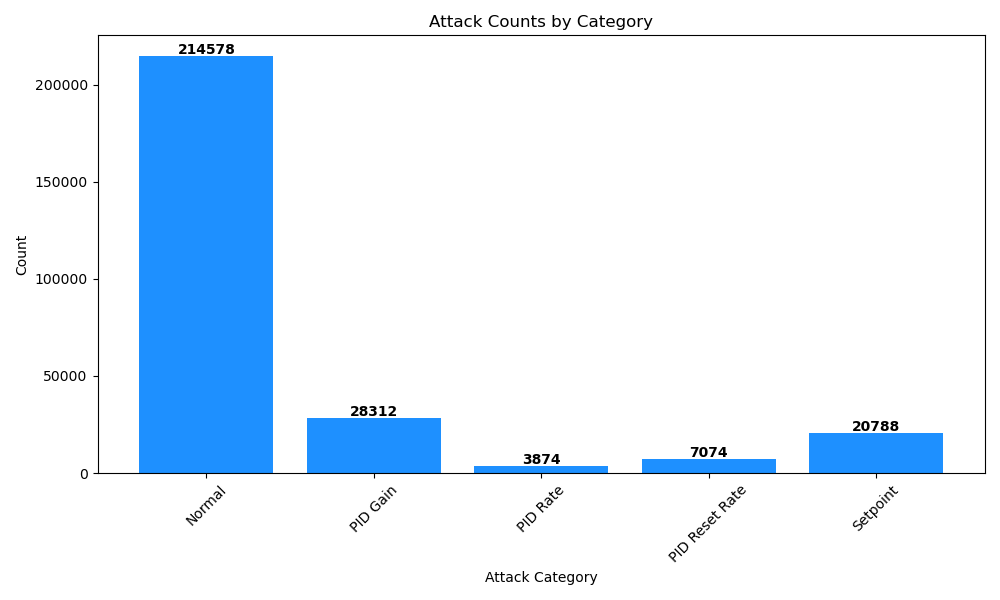 Attack Counts by Category
214578
28312
3874
7074
20788
200000
150000
100000
50000
0
Count
Normal
PID Gain
PID Rate
PID Reset Rate
Setpoint
Attack Category